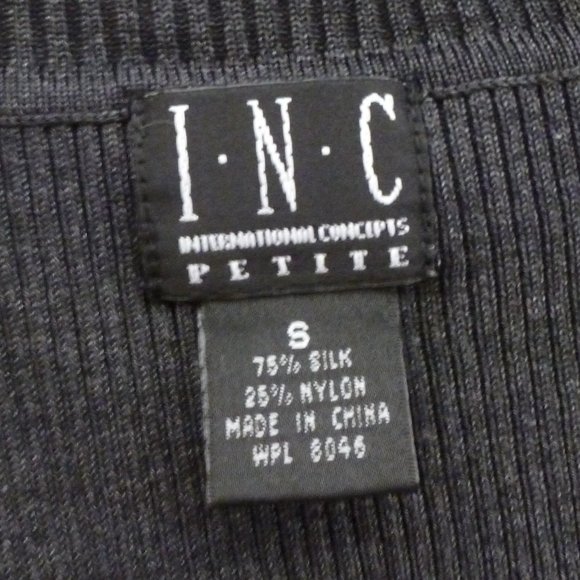 I·N·C
INTERNATIONAL CONCEPTS
PETITE
S
75% SILK
25% NYLON
MADE IN CHINA
WPL 8046